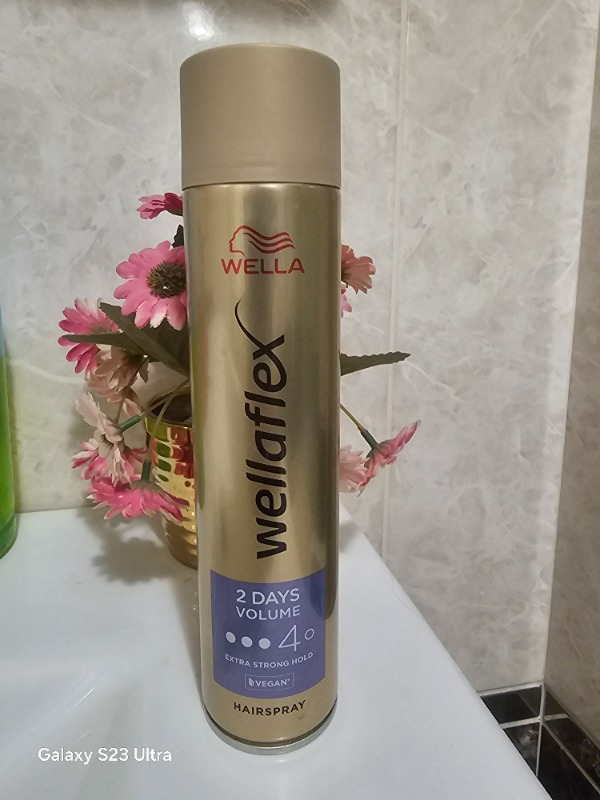 WELLA
wellaflex
2 DAYS
VOLUME
4
EXTRA STRONG HOLD
VEGAN*
HAIRSPRAY
Galaxy S23 Ultra